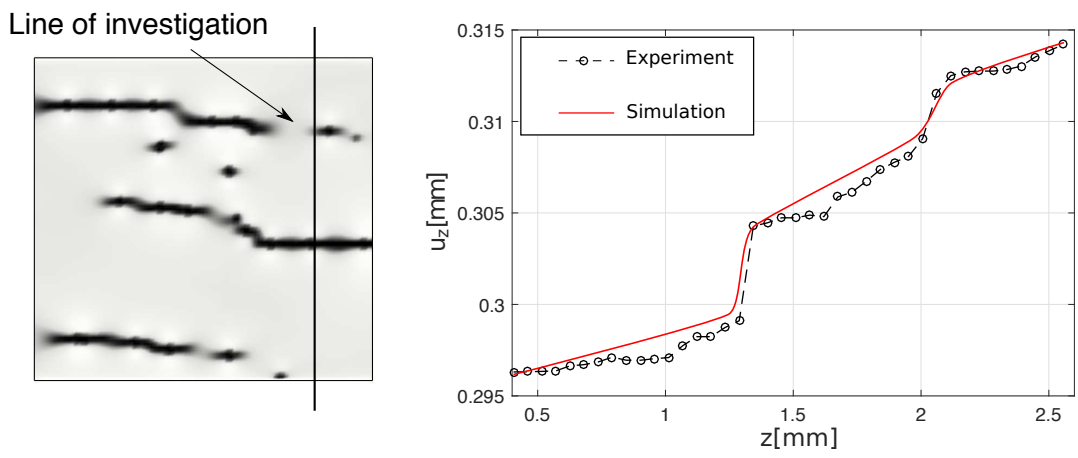 Line of investigation
0.315
0.31
0.305
0.3
0.295
u_z[mm]
Experiment
Simulation
0.5 1 1.5 2 2.5
z[mm]